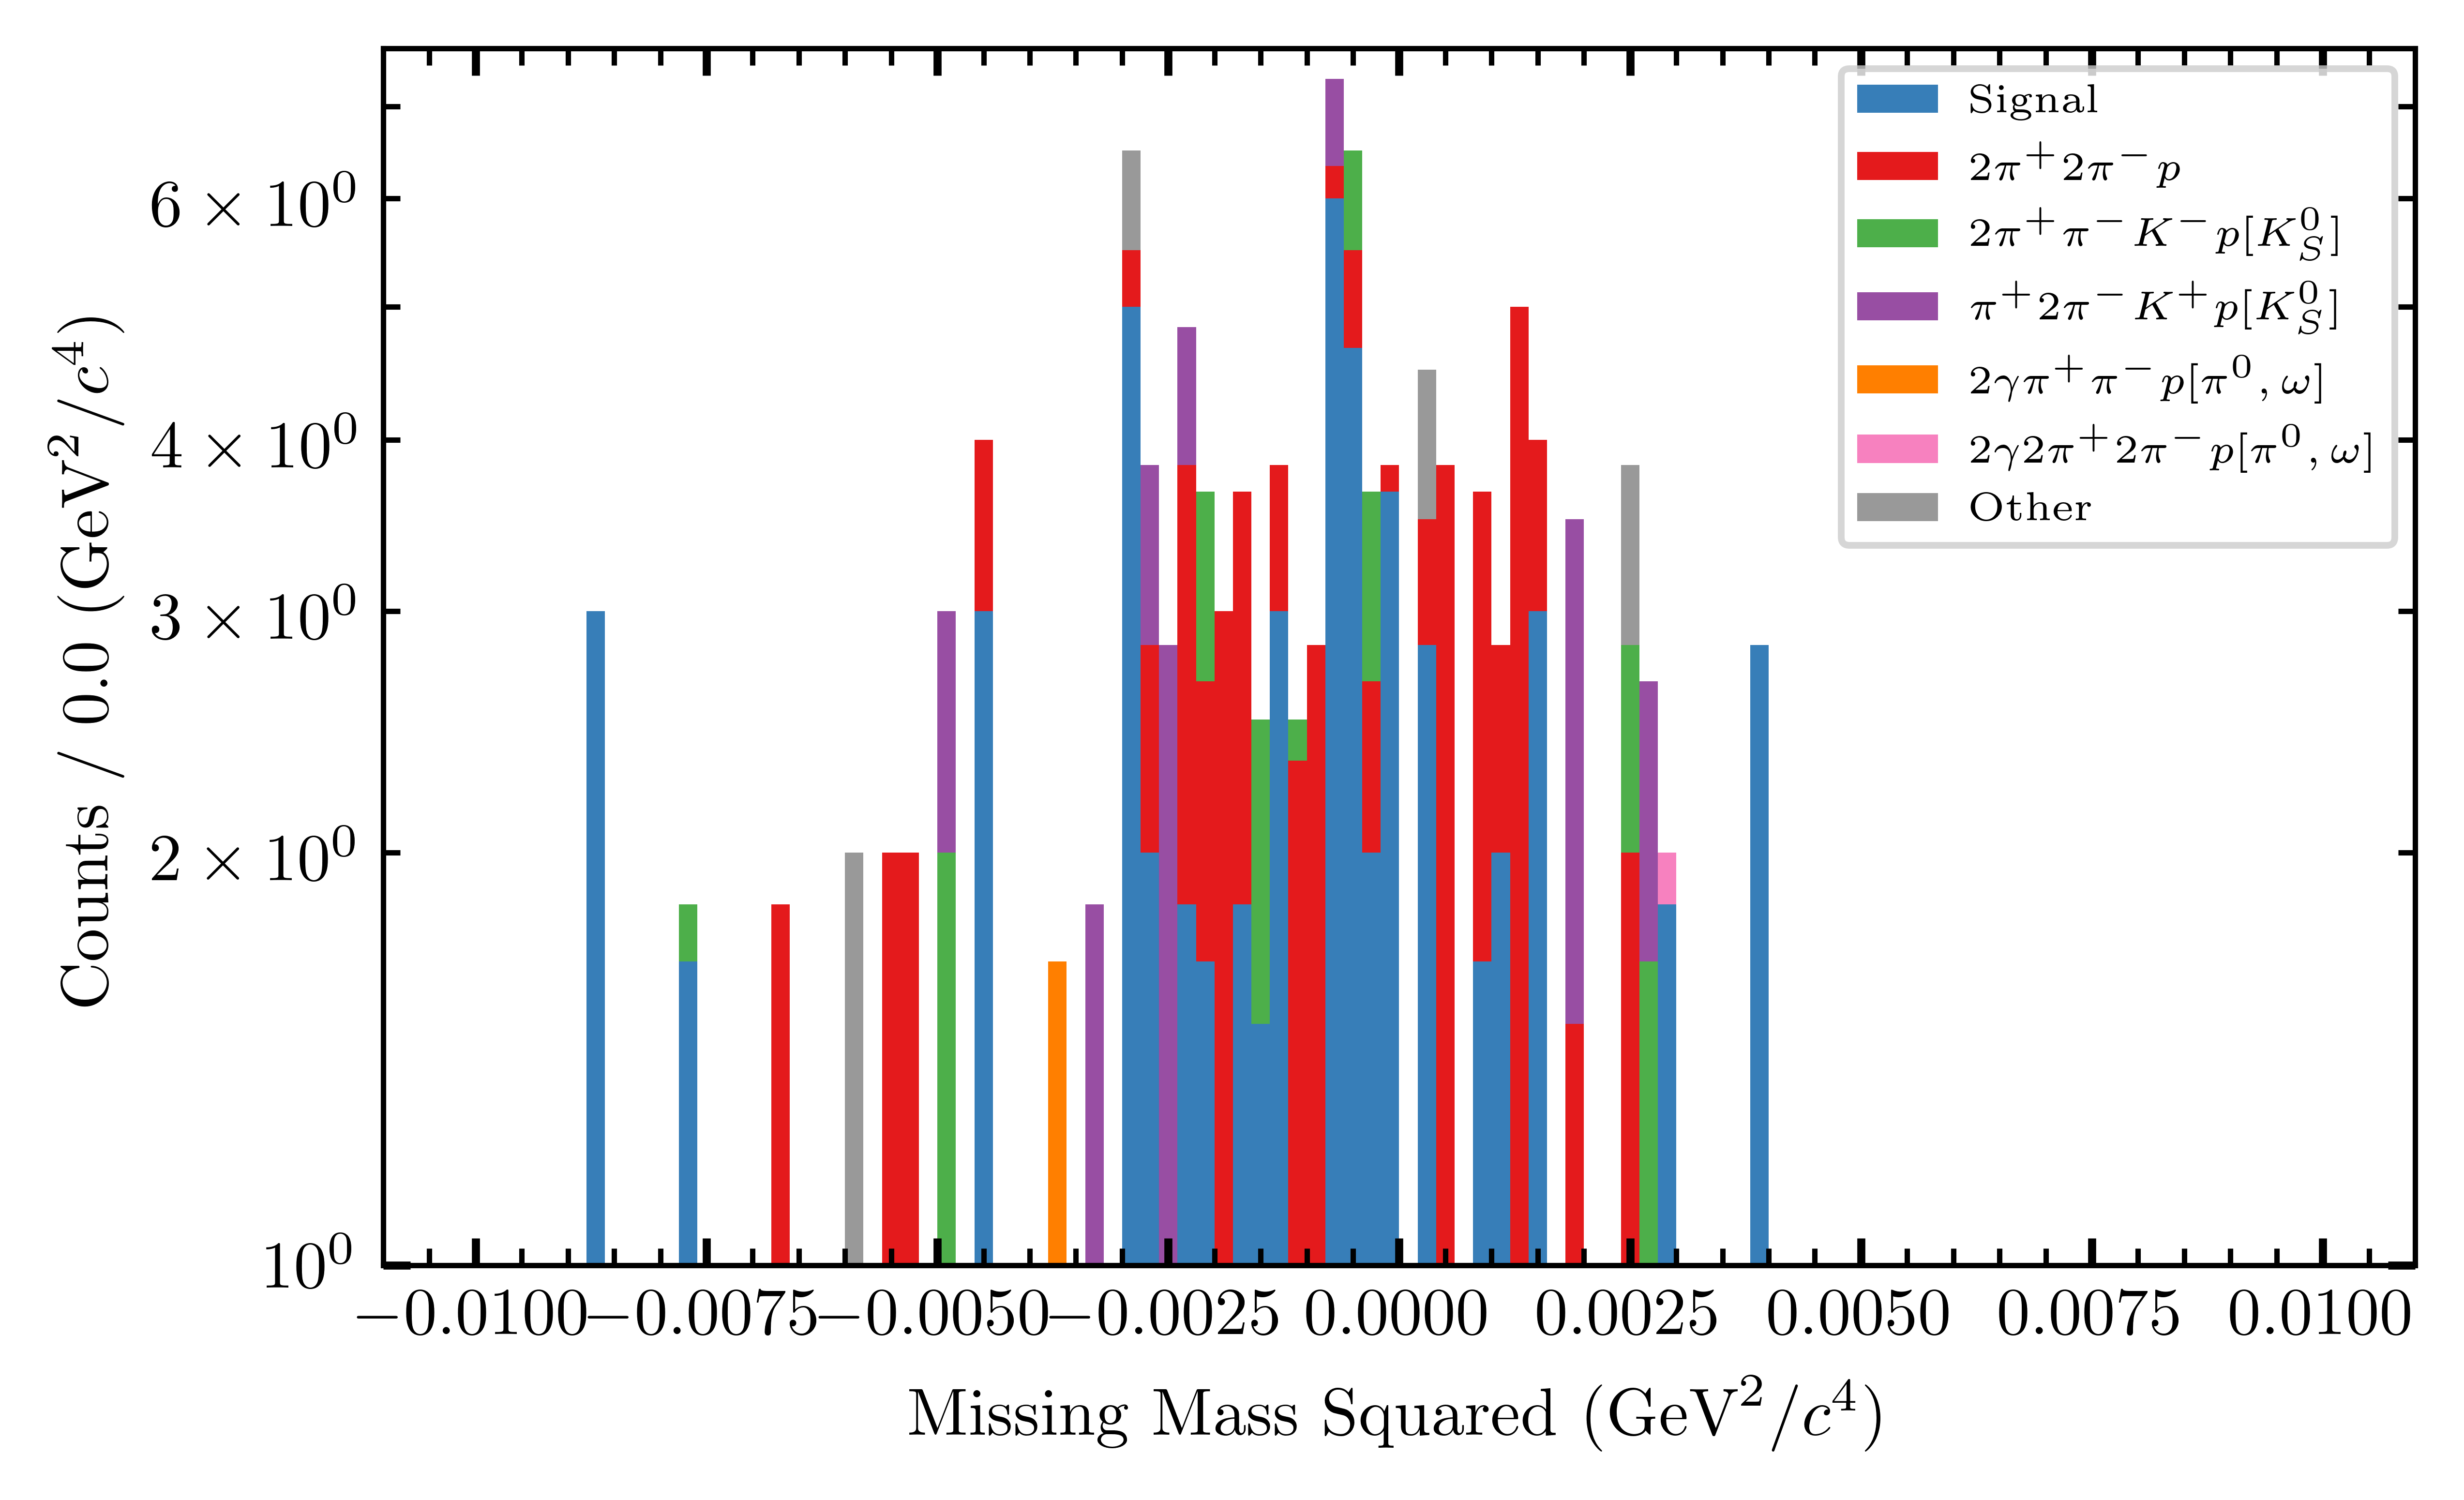 Counts / 0.0 (GeV²/c⁴)
6 × 10⁰
4 × 10⁰
3 × 10⁰
2 × 10⁰
10⁰
Signal
2π⁺2π⁻p
2π⁺π⁻K⁻p[K⁰_S]
π⁺2π⁻K⁺p[K⁰_S]
2γπ⁺π⁻p[π⁰, ω]
2γ2π⁺2π⁻p[π⁰, ω]
Other
−0.0100 −0.0075 −0.0050 −0.0025 0.0000 0.0025 0.0050 0.0075 0.0100
Missing Mass Squared (GeV²/c⁴)